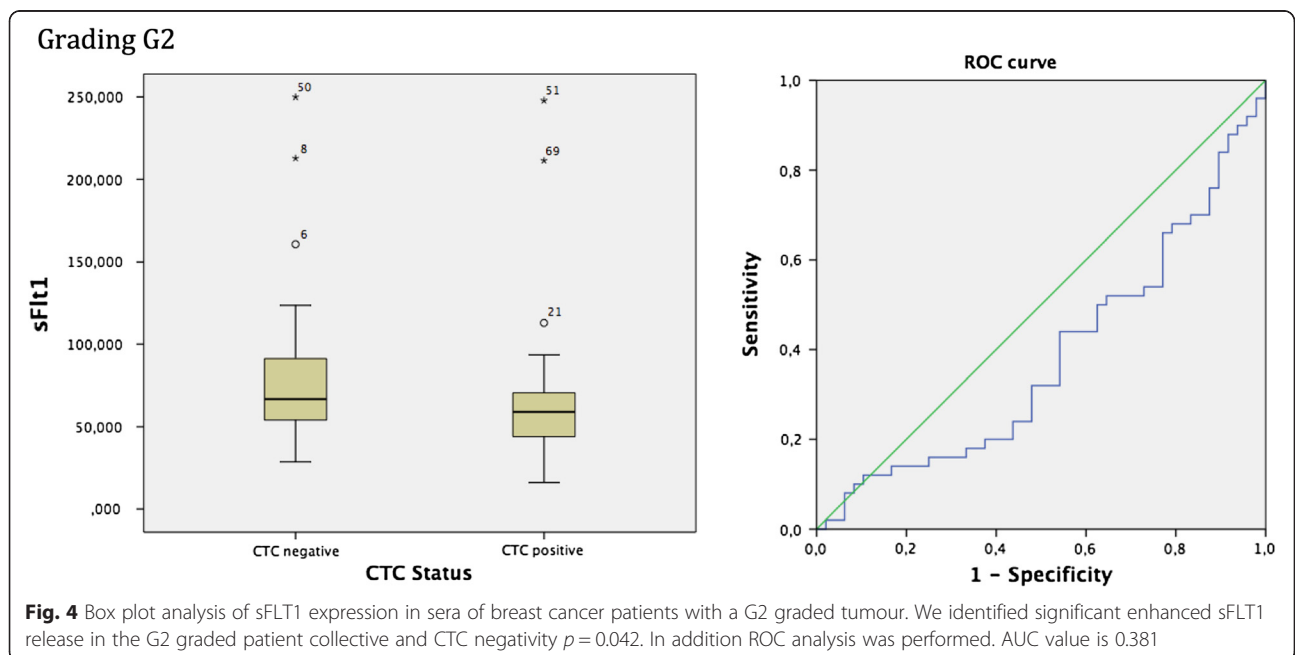 Grading G2
250,000
200,000
150,000
100,000
50,000
,000
sFlt1
50
8
6
51
69
21
CTC negative
CTC positive
CTC Status
ROC curve
1,0
0,8
0,6
0,4
0,2
0,0
Sensitivity
0,0
0,2
0,4
0,6
0,8
1,0
1 - Specificity
Fig. 4 Box plot analysis of sFLT1 expression in sera of breast cancer patients with a G2 graded tumour. We identified significant enhanced sFLT1
release in the G2 graded patient collective and CTC negativity p = 0.042. In addition ROC analysis was performed. AUC value is 0.381